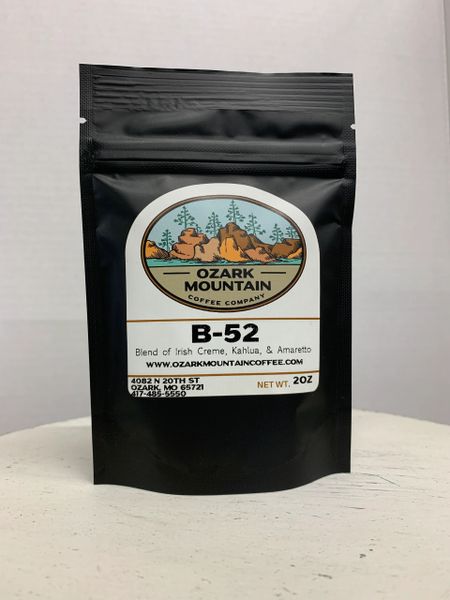 OZARK
MOUNTAIN
COFFEE COMPANY
B-52
Blend of Irish Creme, Kahlua, & Amaretto
WWW.OZARKMOUNTAINCOFFEE.COM
4082 N 20TH ST
OZARK, MO 65721
417-485-5550
NET WT. 2OZ